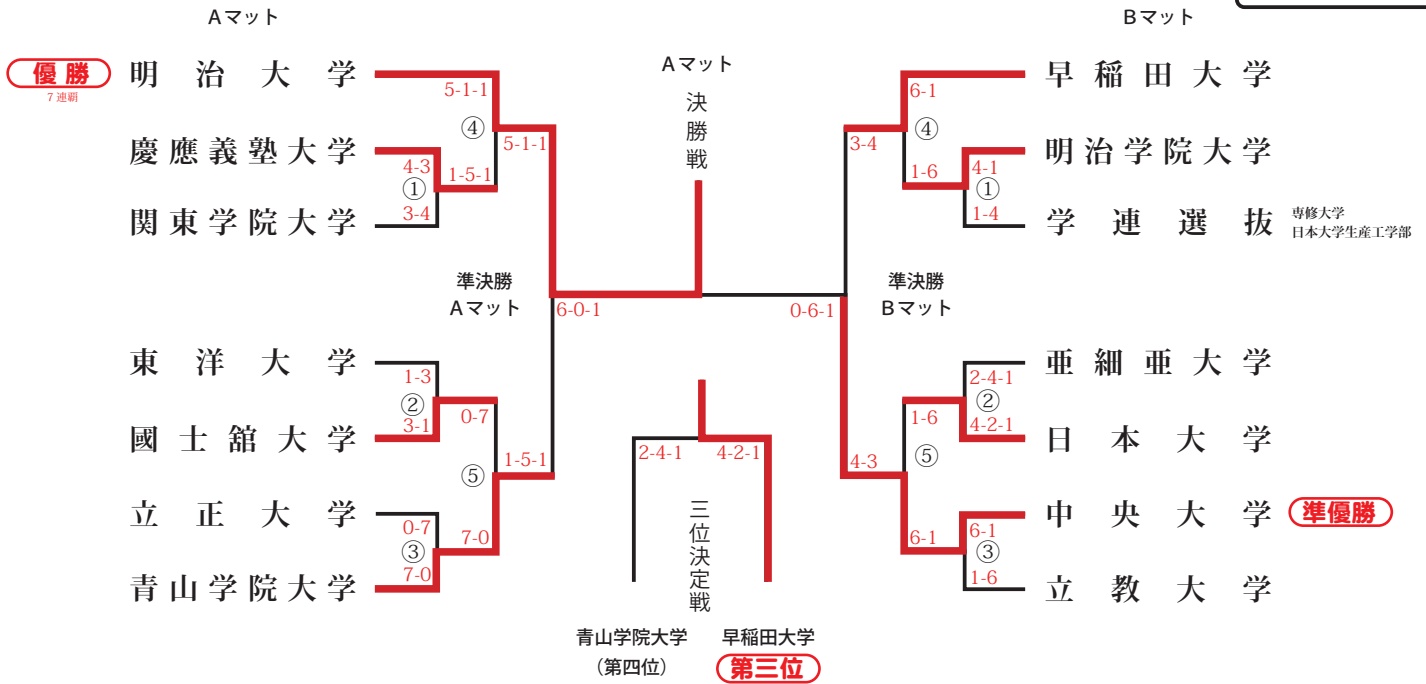 Aマット
優勝
7連覇
明治大学
5-1-1
④
慶應義塾大学
4-3
①
1-5-1
関東学院大学
3-4
5-1-1
準決勝
Aマット
6-0-1
東洋大学
1-3
②
國士舘大学
3-1
0-7
⑤
1-5-1
立正大学
0-7
③
青山学院大学
7-0
7-0
Aマット
決勝戦
2-4-1
4-2-1
三位決定戦
青山学院大学
(第四位)
早稲田大学
第三位
Bマット
早稲田大学
6-1
④
3-4
明治学院大学
4-1
①
1-6
学連選抜
専修大学
日本大学生産工学部
1-4
準決勝
Bマット
0-6-1
亜細亜大学
2-4-1
②
日本大学
4-2-1
1-6
⑤
4-3
中央大学
準優勝
6-1
③
6-1
立教大学
1-6